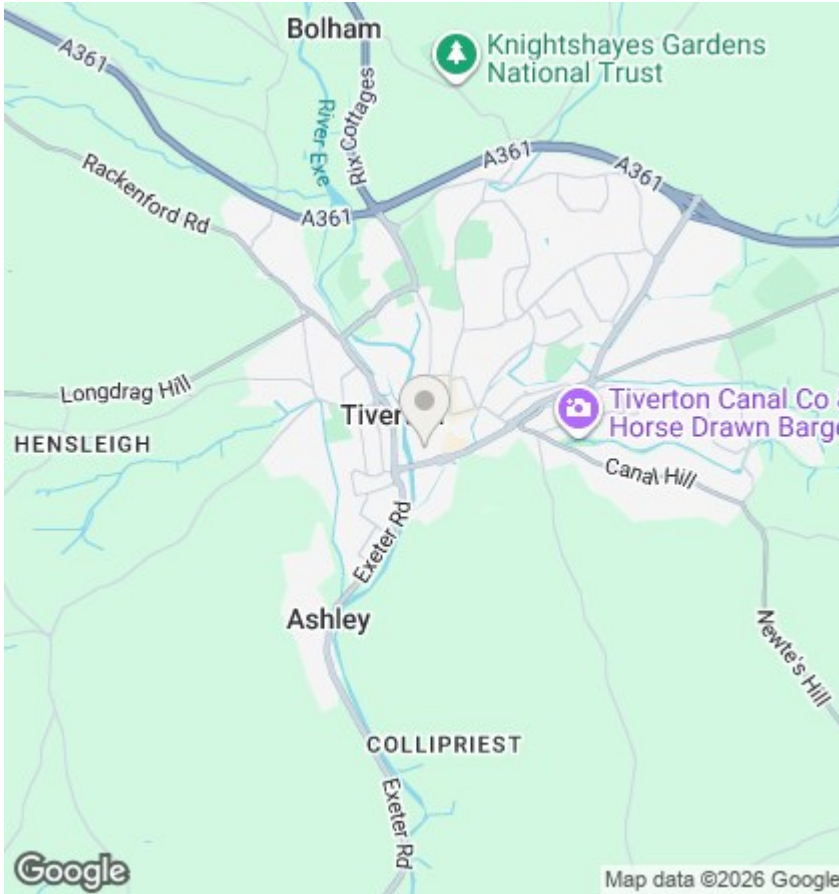 Bolham
Knightshayes Gardens
National Trust
A361
River Exe
Rix Cottages
A361
A361
Rackenford Rd
A361
Longdrag Hill
HENSLEIGH
Tiver
Tiverton Canal Co &
Horse Drawn Barge
Canal Hill
Exeter Rd
Ashley
Newte's Hill
COLLIPRIEST
Exeter Rd
Google
Map data ©2026 Google